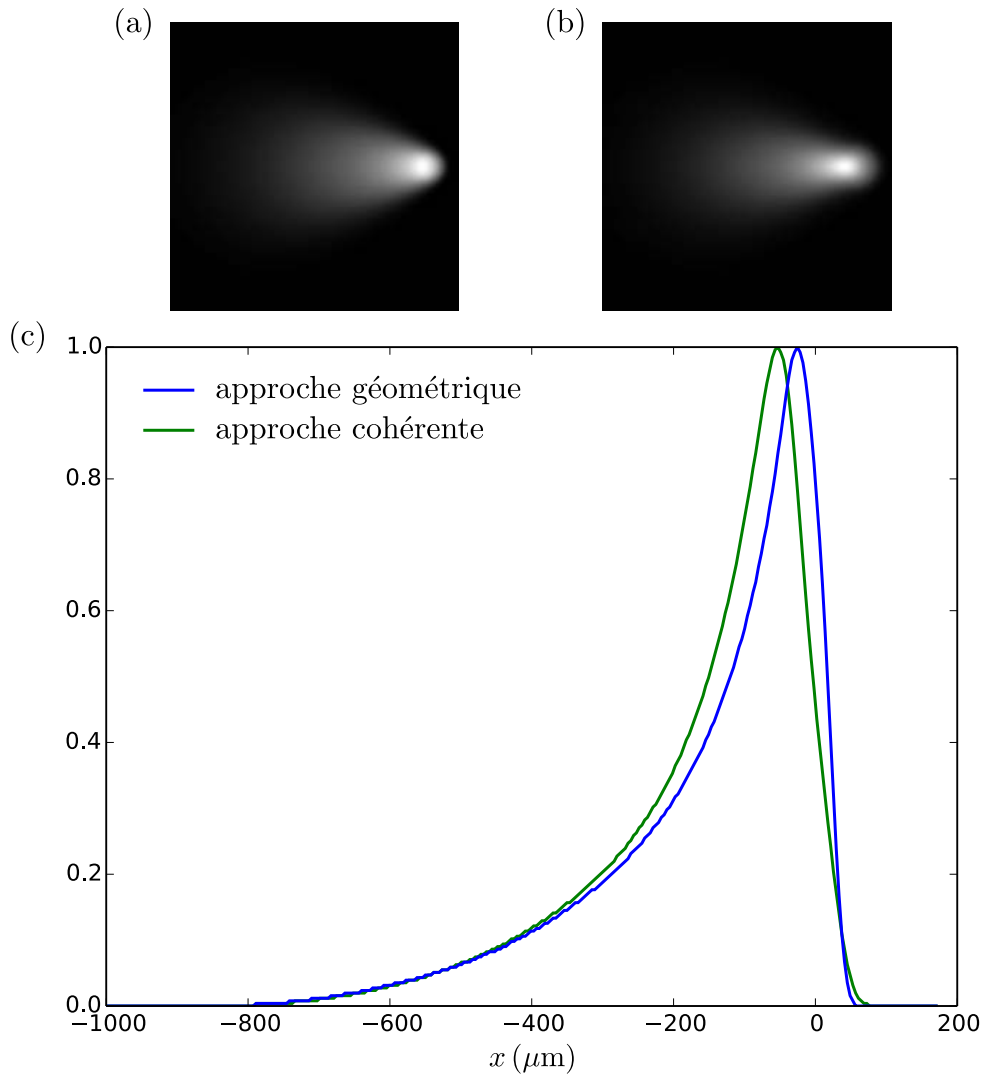 (a) (b)
(c)
1.0
0.8
0.6
0.4
0.2
0.0
approche géométrique
approche cohérente
−1000 −800 −600 −400 −200 0 200
x (μm)